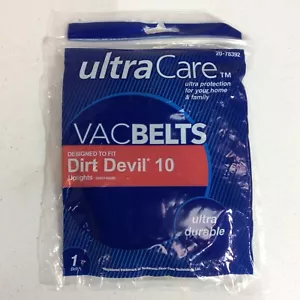 20-78392
ultraCare™
ultra protection
for your home
& family
VACBELTS
DESIGNED TO FIT
Dirt Devil® 10
Uprights
ultra
durable
1